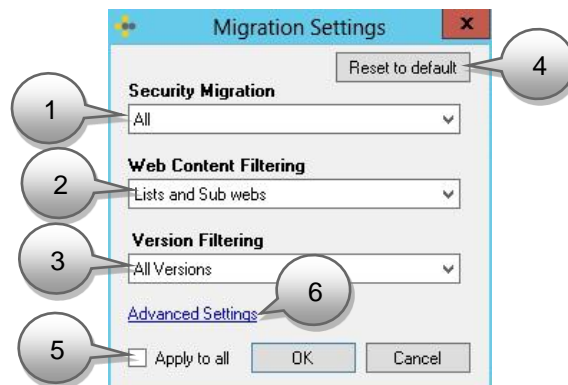 Migration Settings
x
Reset to default
4
Security Migration
1
All
Web Content Filtering
2
Lists and Sub webs
Version Filtering
3
All Versions
6
Advanced Settings
5
Apply to all
OK
Cancel